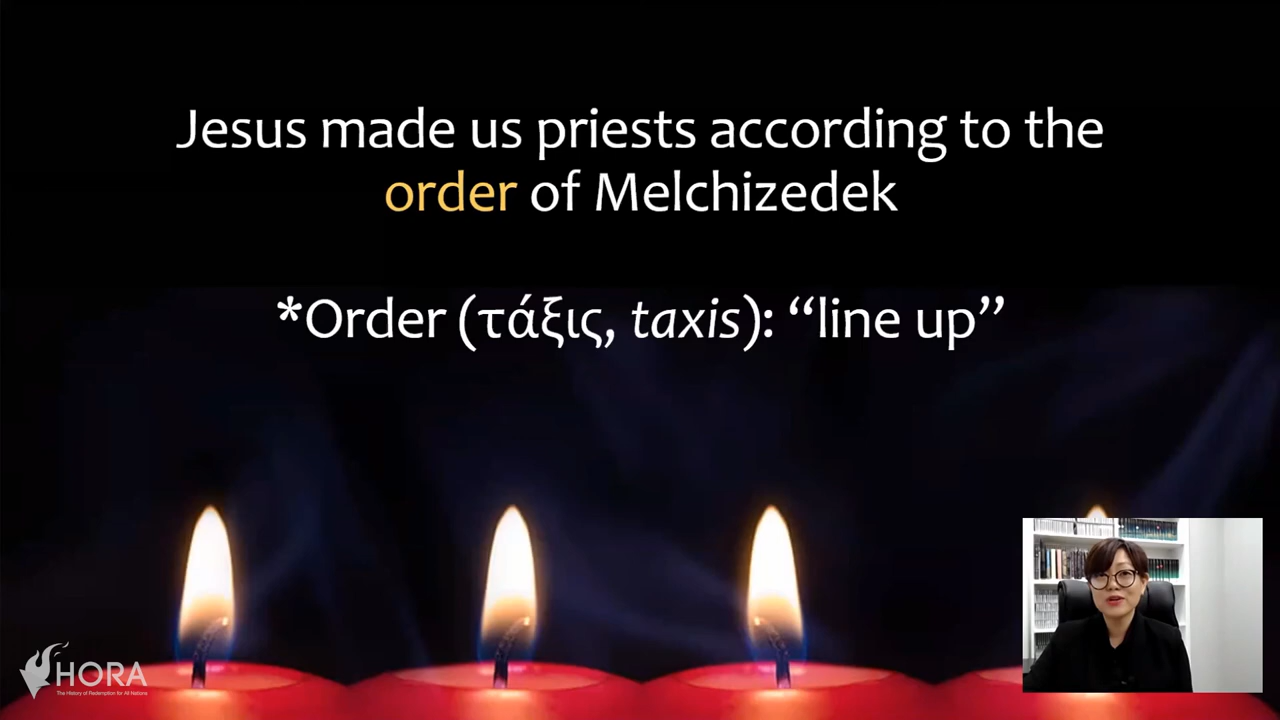 Jesus made us priests according to the
order of Melchizedek
*Order (τάξις, taxis): “line up”
HORA
The History of Redemption for All Nations